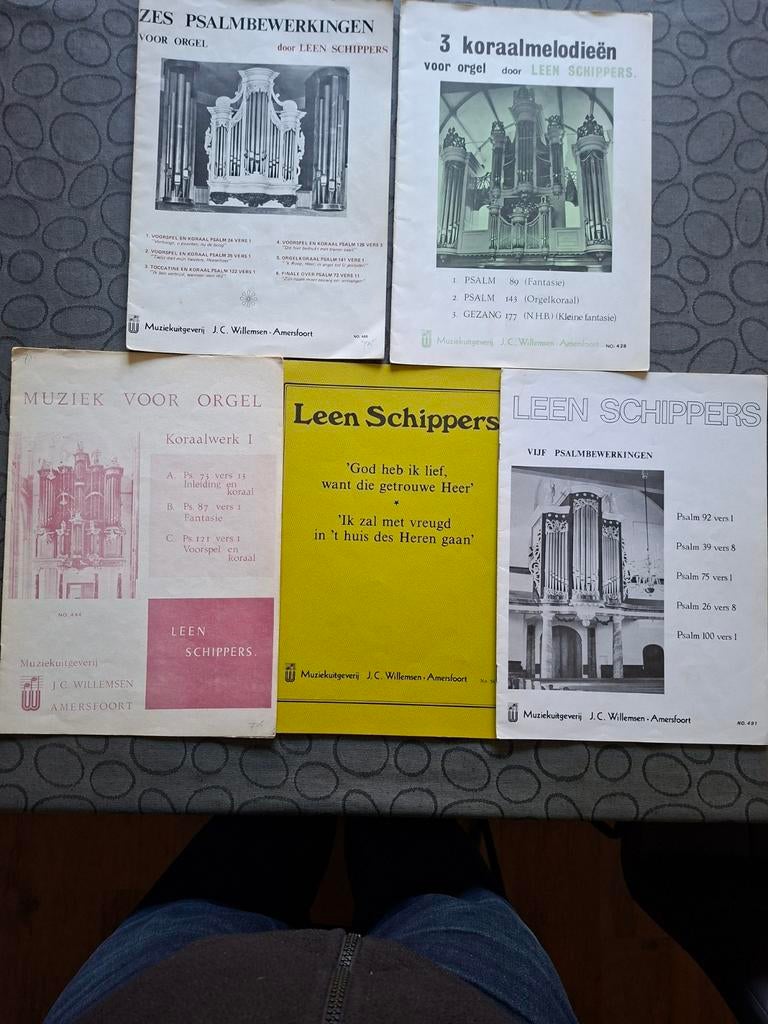 ZES PSALMBEWERKINGEN
VOOR ORGEL
door LEEN SCHIPPERS
1. VOORSPEL EN KORAAL PSALM 24 VERS 1
2. VOORSPEL EN KORAAL PSALM 35 VERS 1
3. TOCCATINE EN KORAAL PSALM 122 VERS 1
4. VOORSPEL EN KORAAL PSALM 126 VERS 3
5. ORGELKORAAL PSALM 141 VERS 1
6. FINALE OVER PSALM 72 VERS 11
Muziekuitgeverij J.C. Willemsen - Amersfoort
3 koraalmelodieën
voor orgel door LEEN SCHIPPERS.
1. PSALM 89 (Fantasie)
2. PSALM 143 (Orgelkoraal)
3. GEZANG 177 (N.H.B.) (Kleine fantasie)
Muziekuitgeverij J.C. Willemsen - Amersfoort
NO. 428
MUZIEK VOOR ORGEL
Koraalwerk I
A. Ps. 73 vers 13
Inleiding en
koraal
B. Ps. 87 vers 1
Fantasie
C. Ps. 121 vers 1
Voorspel en
koraal
NO. 444
LEEN
SCHIPPERS.
Muziekuitgeverij
J.C. WILLEMSEN
AMERSFOORT
Leen Schippers
'God heb ik lief,
want die getrouwe Heer'
*
'Ik zal met vreugd
in 't huis des Heren gaan'
Muziekuitgeverij J.C. Willemsen - Amersfoort
LEEN SCHIPPERS
VIJF PSALMBEWERKINGEN
Psalm 92 vers 1
Psalm 39 vers 8
Psalm 75 vers 1
Psalm 26 vers 8
Psalm 100 vers 1
Muziekuitgeverij J.C. Willemsen - Amersfoort
NO. 491